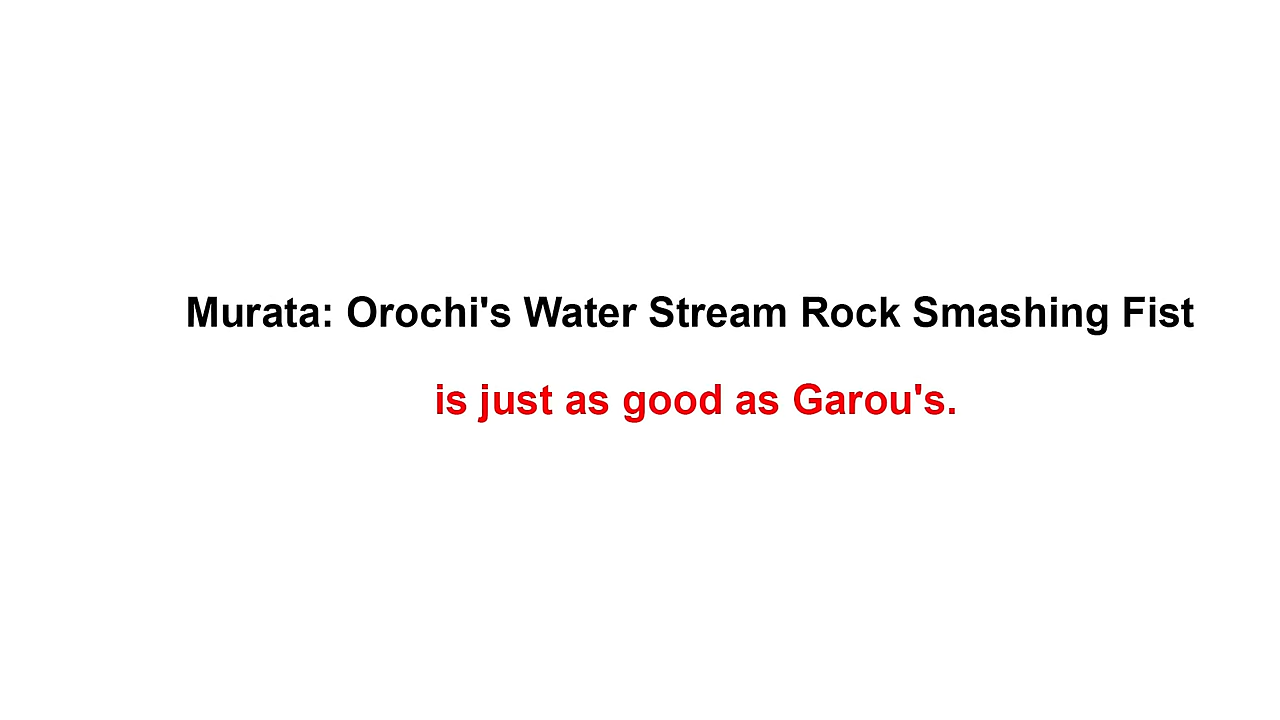 Murata: Orochi's Water Stream Rock Smashing Fist
is just as good as Garou's.